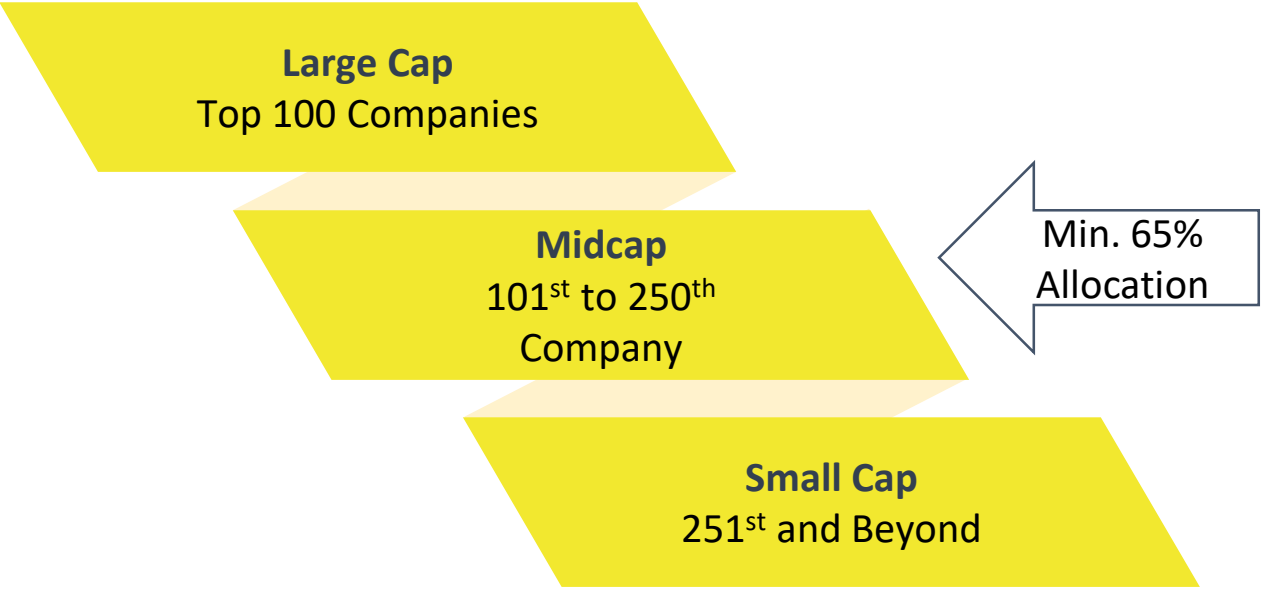 Large Cap
Top 100 Companies
Midcap
101st to 250th
Company
Min. 65%
Allocation
Small Cap
251st and Beyond